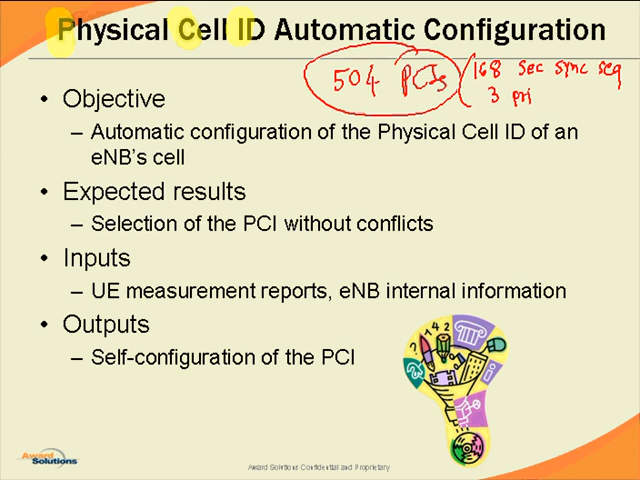 Physical Cell ID Automatic Configuration
504 PCIs
168 sec sync seq
3 pri
• Objective
– Automatic configuration of the Physical Cell ID of an
eNB's cell
• Expected results
– Selection of the PCI without conflicts
• Inputs
– UE measurement reports, eNB internal information
• Outputs
– Self-configuration of the PCI
?142
Award
Solutions
Award Solutions Confidential and Proprietary